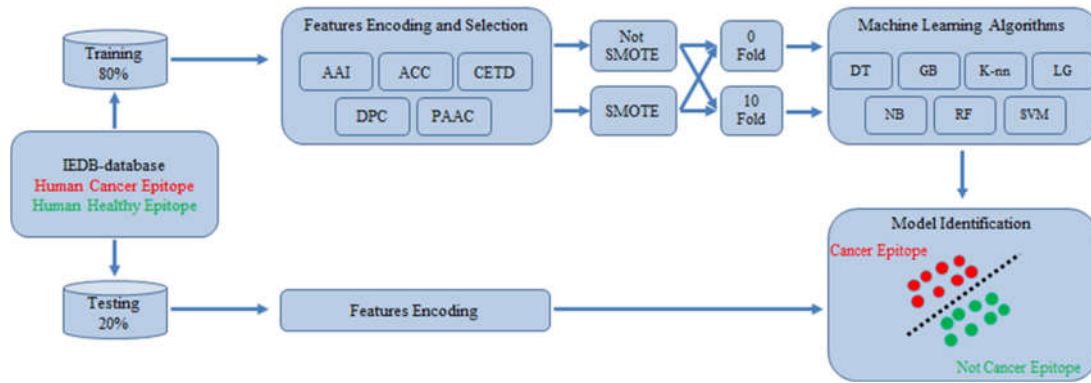 Training
80%
IEDB-database
Human Cancer Epitope
Human Healthy Epitope
Testing
20%
Features Encoding and Selection
AAI
ACC
CETD
DPC
PAAC
Not
SMOTE
SMOTE
0
Fold
10
Fold
Machine Learning Algorithms
DT
GB
K-nn
LG
NB
RF
SVM
Features Encoding
Model Identification
Cancer Epitope
Not Cancer Epitope